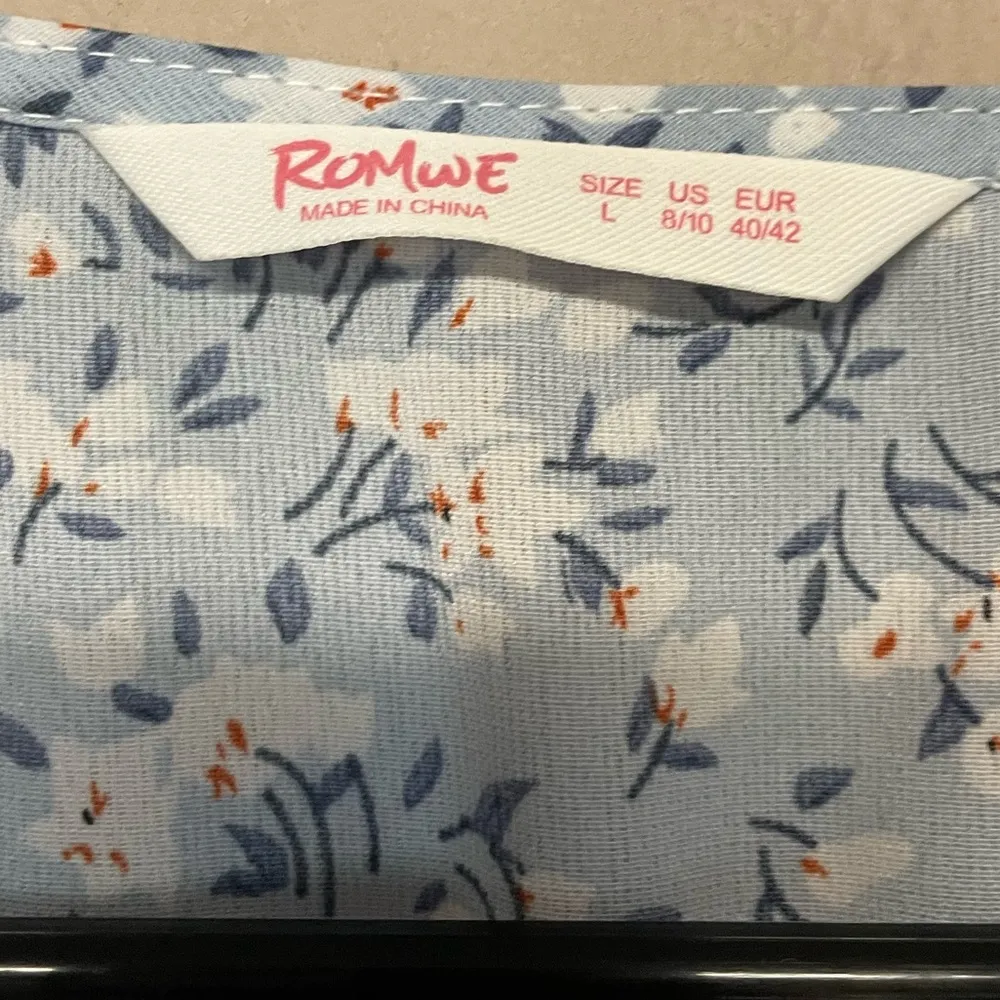 ROMWE
MADE IN CHINA
SIZE US EUR
L 8/10 40/42